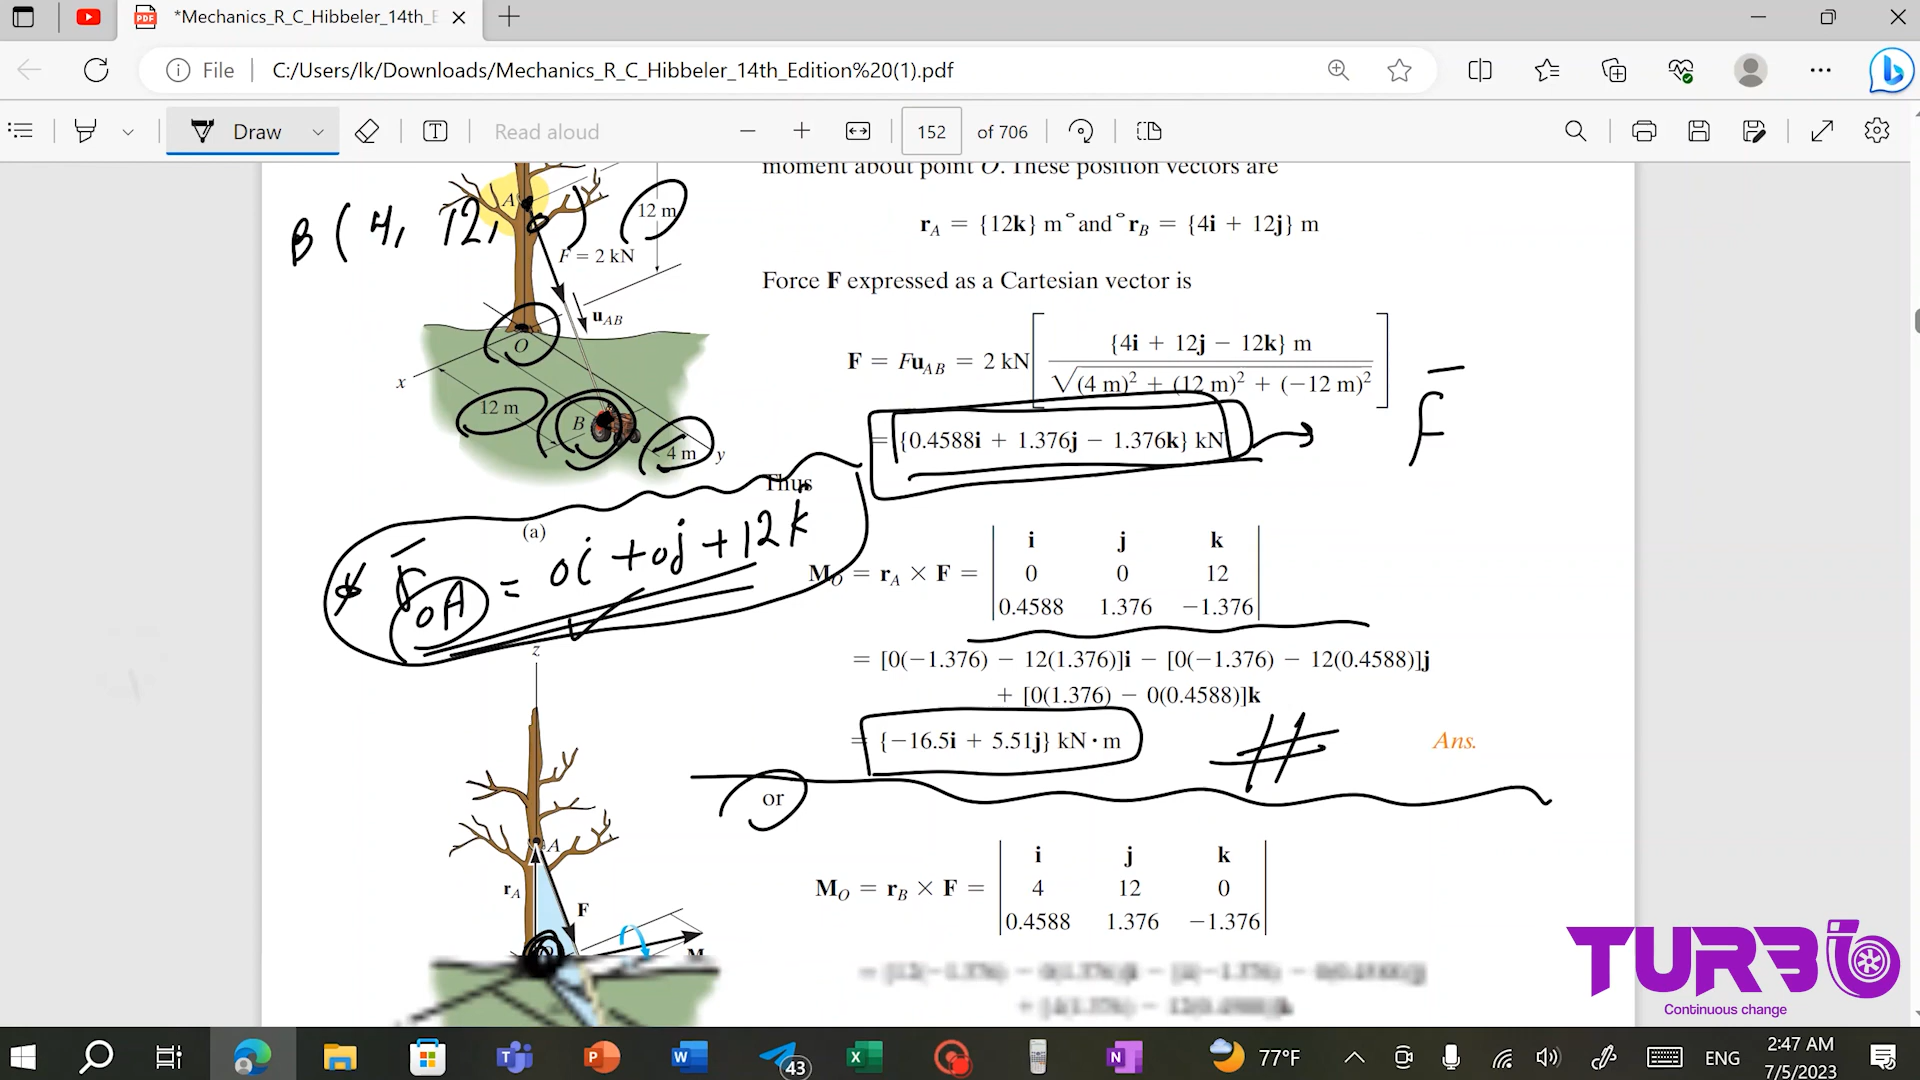 *Mechanics_R_C_Hibbeler_14th_E
File
C:/Users/lk/Downloads/Mechanics_R_C_Hibbeler_14th_Edition%20(1).pdf
Draw
Read aloud
152 of 706
moment about point O. These position vectors are
r_A = {12k} m and r_B = {4i + 12j} m
Force F expressed as a Cartesian vector is
F = Fu_AB = 2 kN [ {4i + 12j − 12k} m / √(4 m)² + (12 m)² + (−12 m)² ]
= {0.4588i + 1.376j − 1.376k} kN
F
Thus
M_O = r_A × F = | i j k |
0 0 12
0.4588 1.376 −1.376
= [0(−1.376) − 12(1.376)]i − [0(−1.376) − 12(0.4588)]j
+ [0(1.376) − 0(0.4588)]k
= {−16.5i + 5.51j} kN · m
Ans.
or
M_O = r_B × F = | i j k |
4 12 0
0.4588 1.376 −1.376
A
B ( 4, 12, 0 )
12 m
F = 2 kN
u_AB
O
x
12 m
B
4 m
y
(a)
r_OA = 0i + 0j + 12k
z
A
r_A
F
TURBO
Continuous change
43
77°F
ENG
2:47 AM
7/5/2023